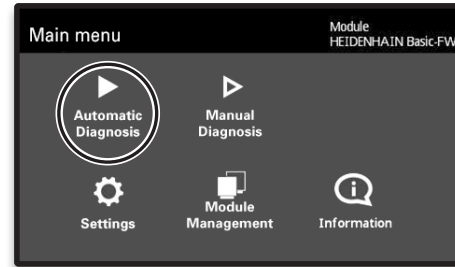 Main menu
Module
HEIDENHAIN Basic-FW
Automatic
Diagnosis
Manual
Diagnosis
Settings
Module
Management
Information